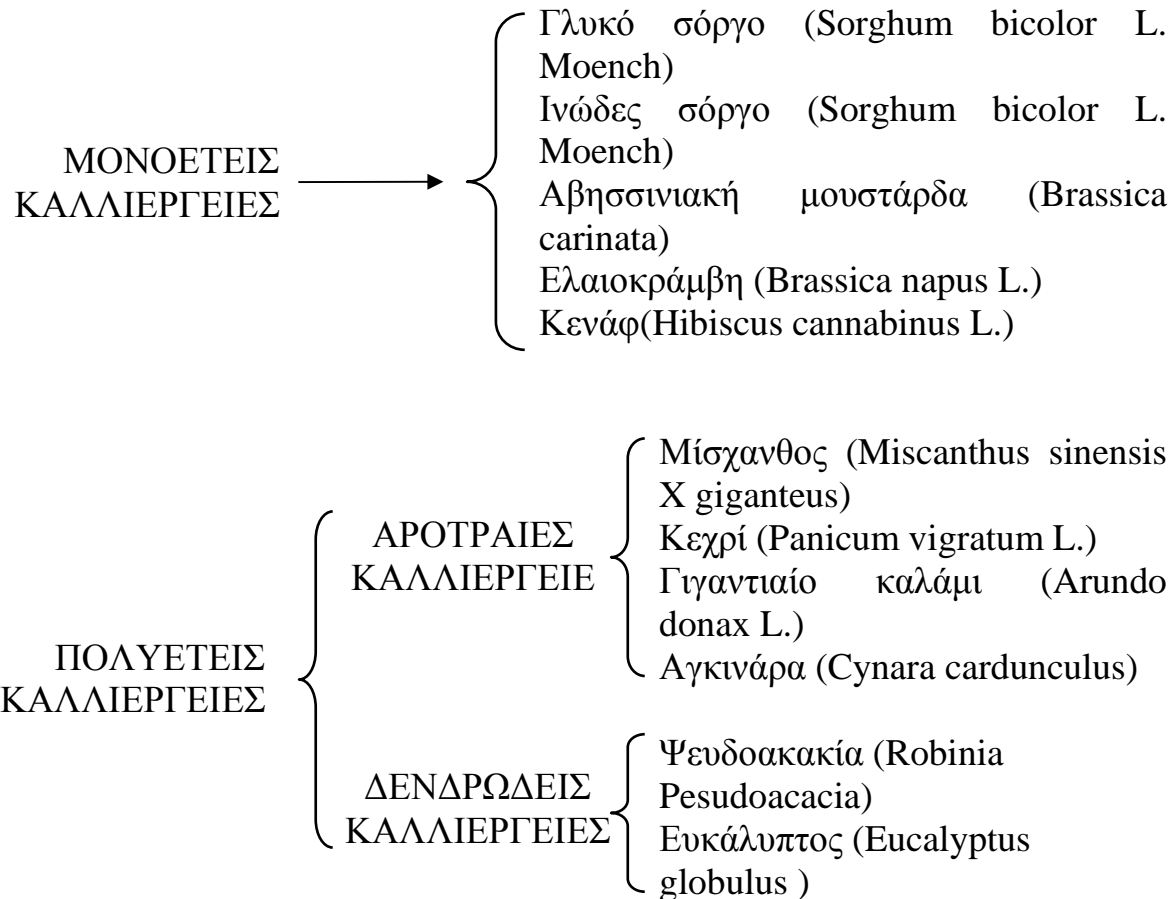 ΜΟΝΟΕΤΕΙΣ
ΚΑΛΛΙΕΡΓΕΙΕΣ
Γλυκό σόργο (Sorghum bicolor L.
Moench)
Ινώδες σόργο (Sorghum bicolor L.
Moench)
Αβησσινιακή μουστάρδα (Brassica
carinata)
Ελαιοκράμβη (Brassica napus L.)
Κενάφ(Hibiscus cannabinus L.)
ΠΟΛΥΕΤΕΙΣ
ΚΑΛΛΙΕΡΓΕΙΕΣ
ΑΡΟΤΡΑΙΕΣ
ΚΑΛΛΙΕΡΓΕΙΕ
Μίσχανθος (Miscanthus sinensis
X giganteus)
Κεχρί (Panicum vigratum L.)
Γιγαντιαίο καλάμι (Arundo
donax L.)
Αγκινάρα (Cynara cardunculus)
ΔΕΝΔΡΩΔΕΙΣ
ΚΑΛΛΙΕΡΓΕΙΕΣ
Ψευδοακακία (Robinia
Pesudoacacia)
Ευκάλυπτος (Eucalyptus
globulus )